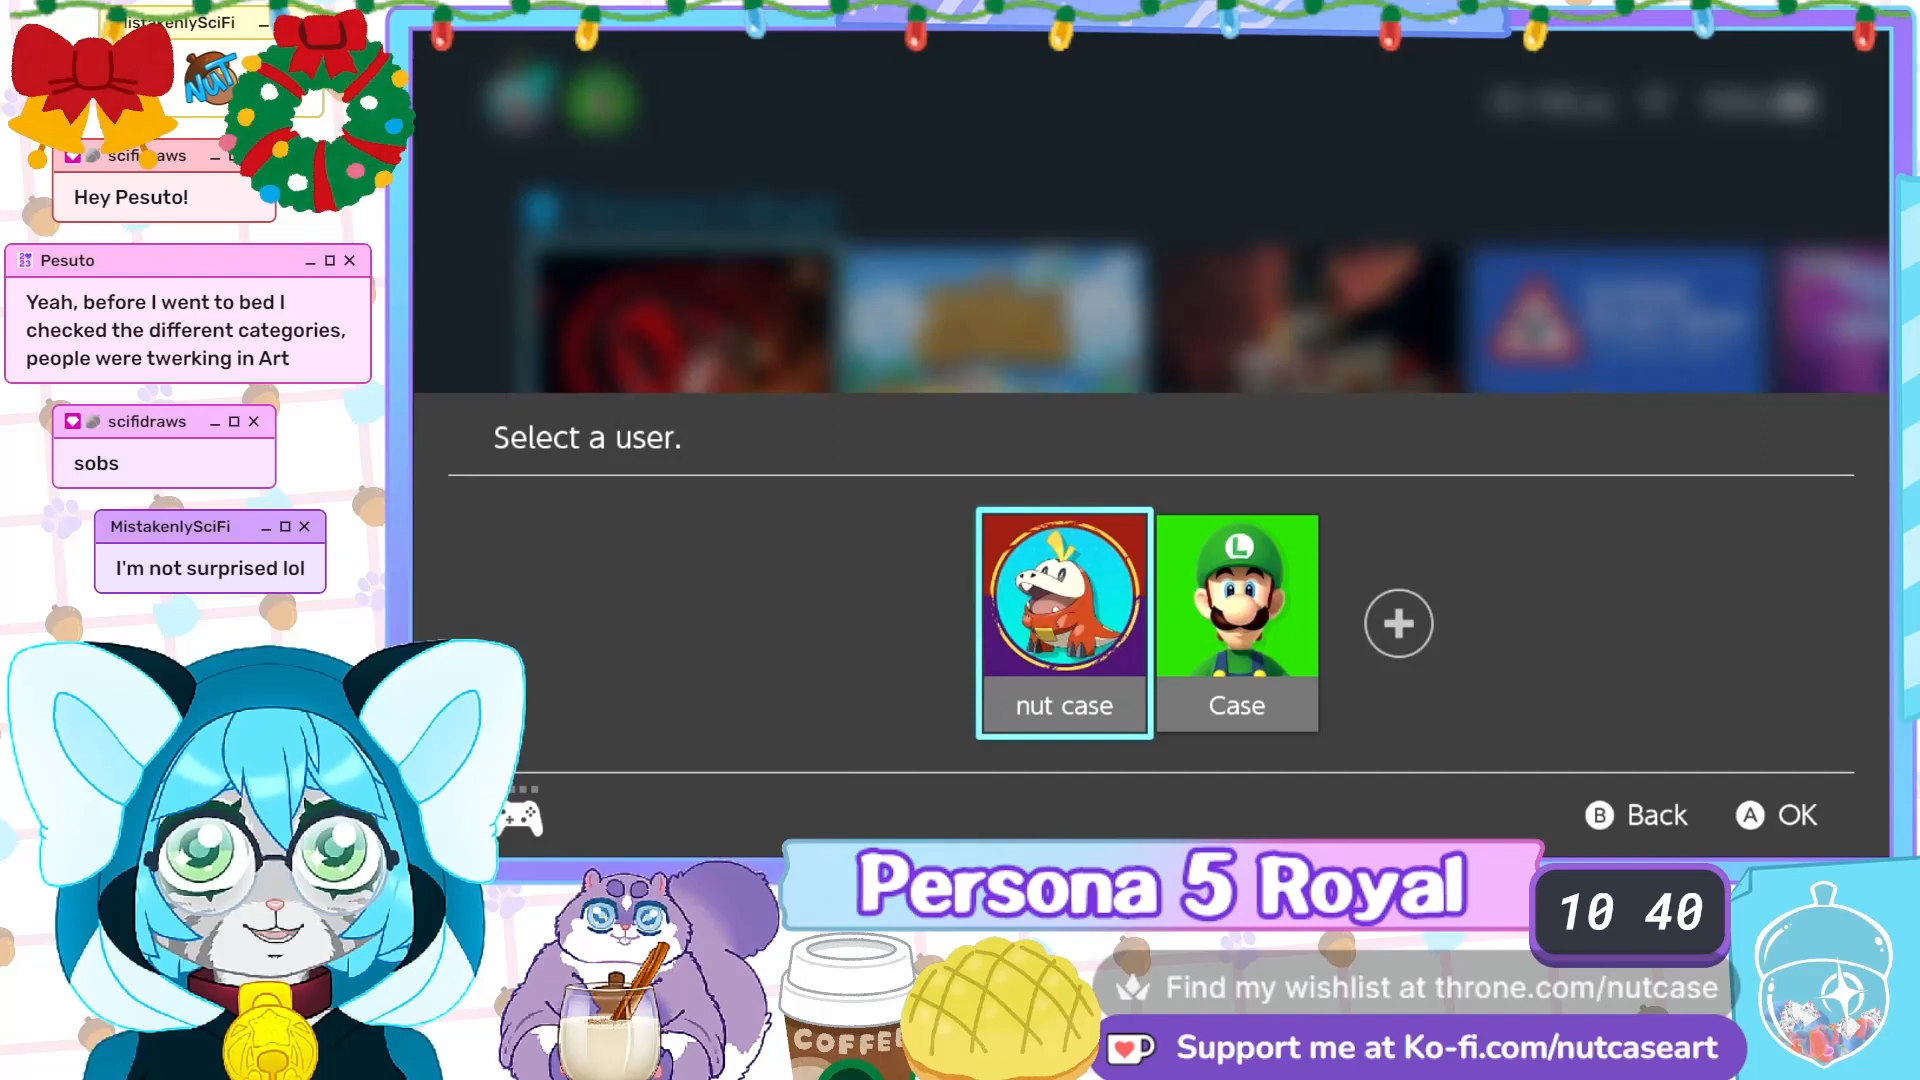 MistakenlySciFi
NUT
scifidraws
Hey Pesuto!
Pesuto
Yeah, before I went to bed I
checked the different categories,
people were twerking in Art
scifidraws
sobs
MistakenlySciFi
I'm not surprised lol
Select a user.
L
nut case
Case
B Back
A OK
Persona 5 Royal
10 40
COFFEE
Find my wishlist at throne.com/nutcase
Support me at Ko-fi.com/nutcaseart